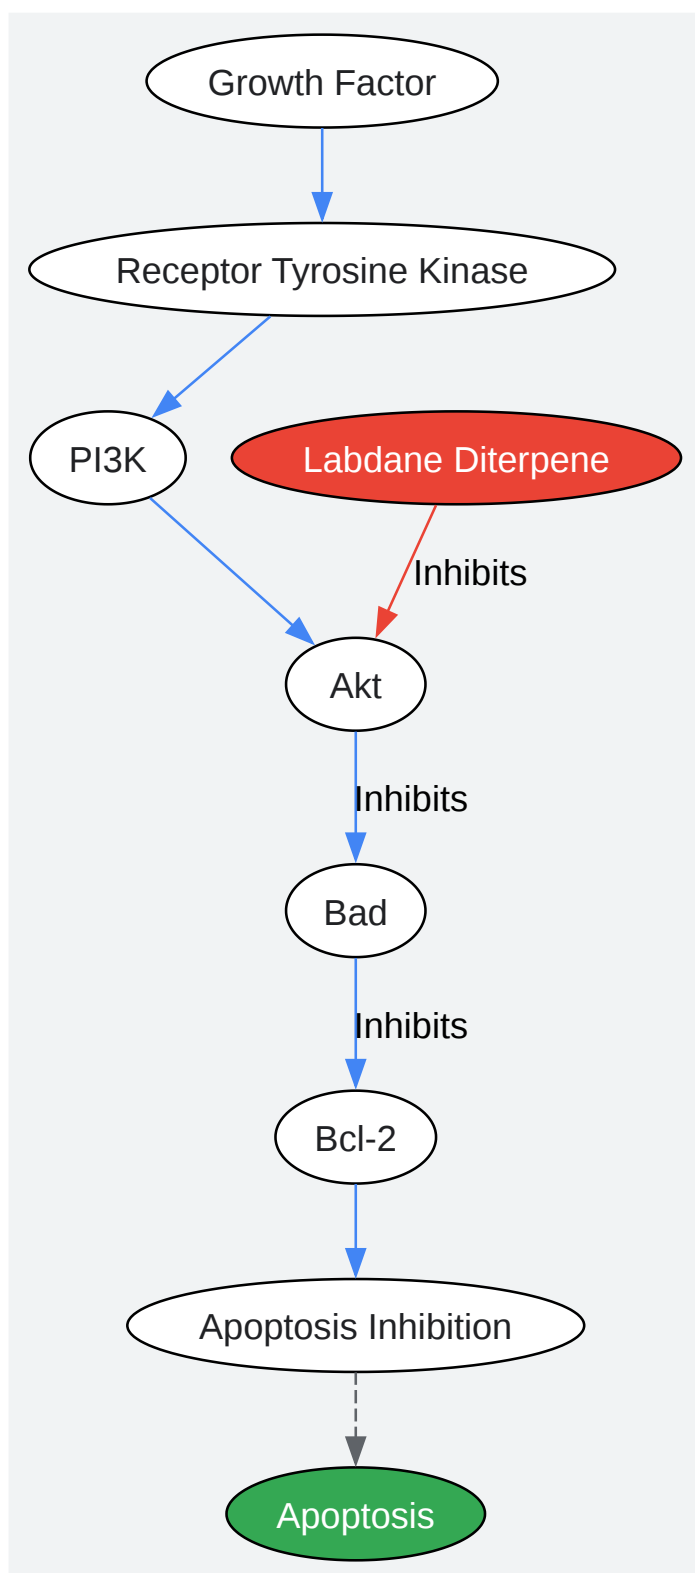 Growth Factor
Receptor Tyrosine Kinase
PI3K
Labdane Diterpene
Inhibits
Akt
Inhibits
Bad
Inhibits
Bcl-2
Apoptosis Inhibition
Apoptosis